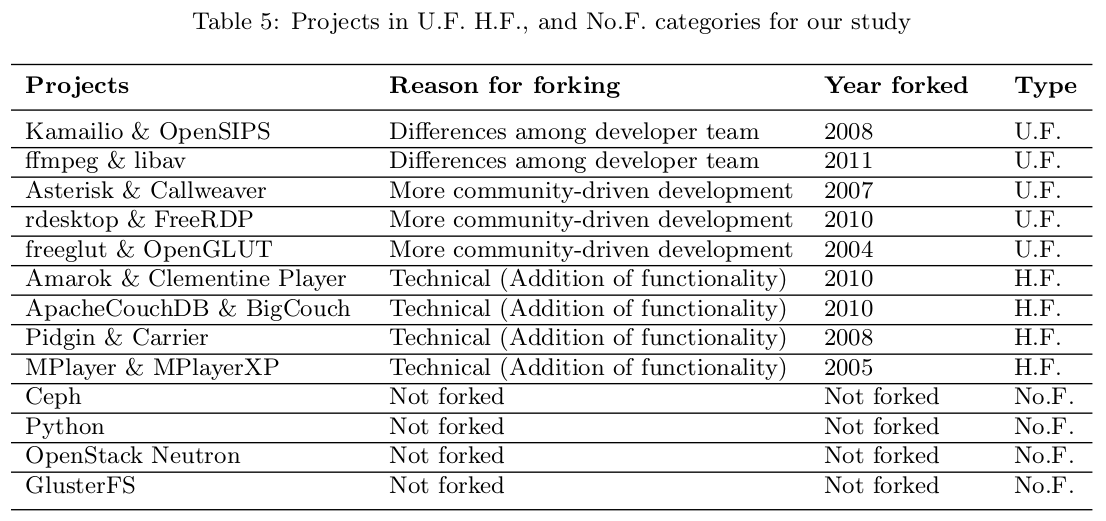 Table 5: Projects in U.F. H.F., and No.F. categories for our study
Projects Reason for forking Year forked Type
Kamailio & OpenSIPS Differences among developer team 2008 U.F.
ffmpeg & libav Differences among developer team 2011 U.F.
Asterisk & Callweaver More community-driven development 2007 U.F.
rdesktop & FreeRDP More community-driven development 2010 U.F.
freeglut & OpenGLUT More community-driven development 2004 U.F.
Amarok & Clementine Player Technical (Addition of functionality) 2010 H.F.
ApacheCouchDB & BigCouch Technical (Addition of functionality) 2010 H.F.
Pidgin & Carrier Technical (Addition of functionality) 2008 H.F.
MPlayer & MPlayerXP Technical (Addition of functionality) 2005 H.F.
Ceph Not forked Not forked No.F.
Python Not forked Not forked No.F.
OpenStack Neutron Not forked Not forked No.F.
GlusterFS Not forked Not forked No.F.